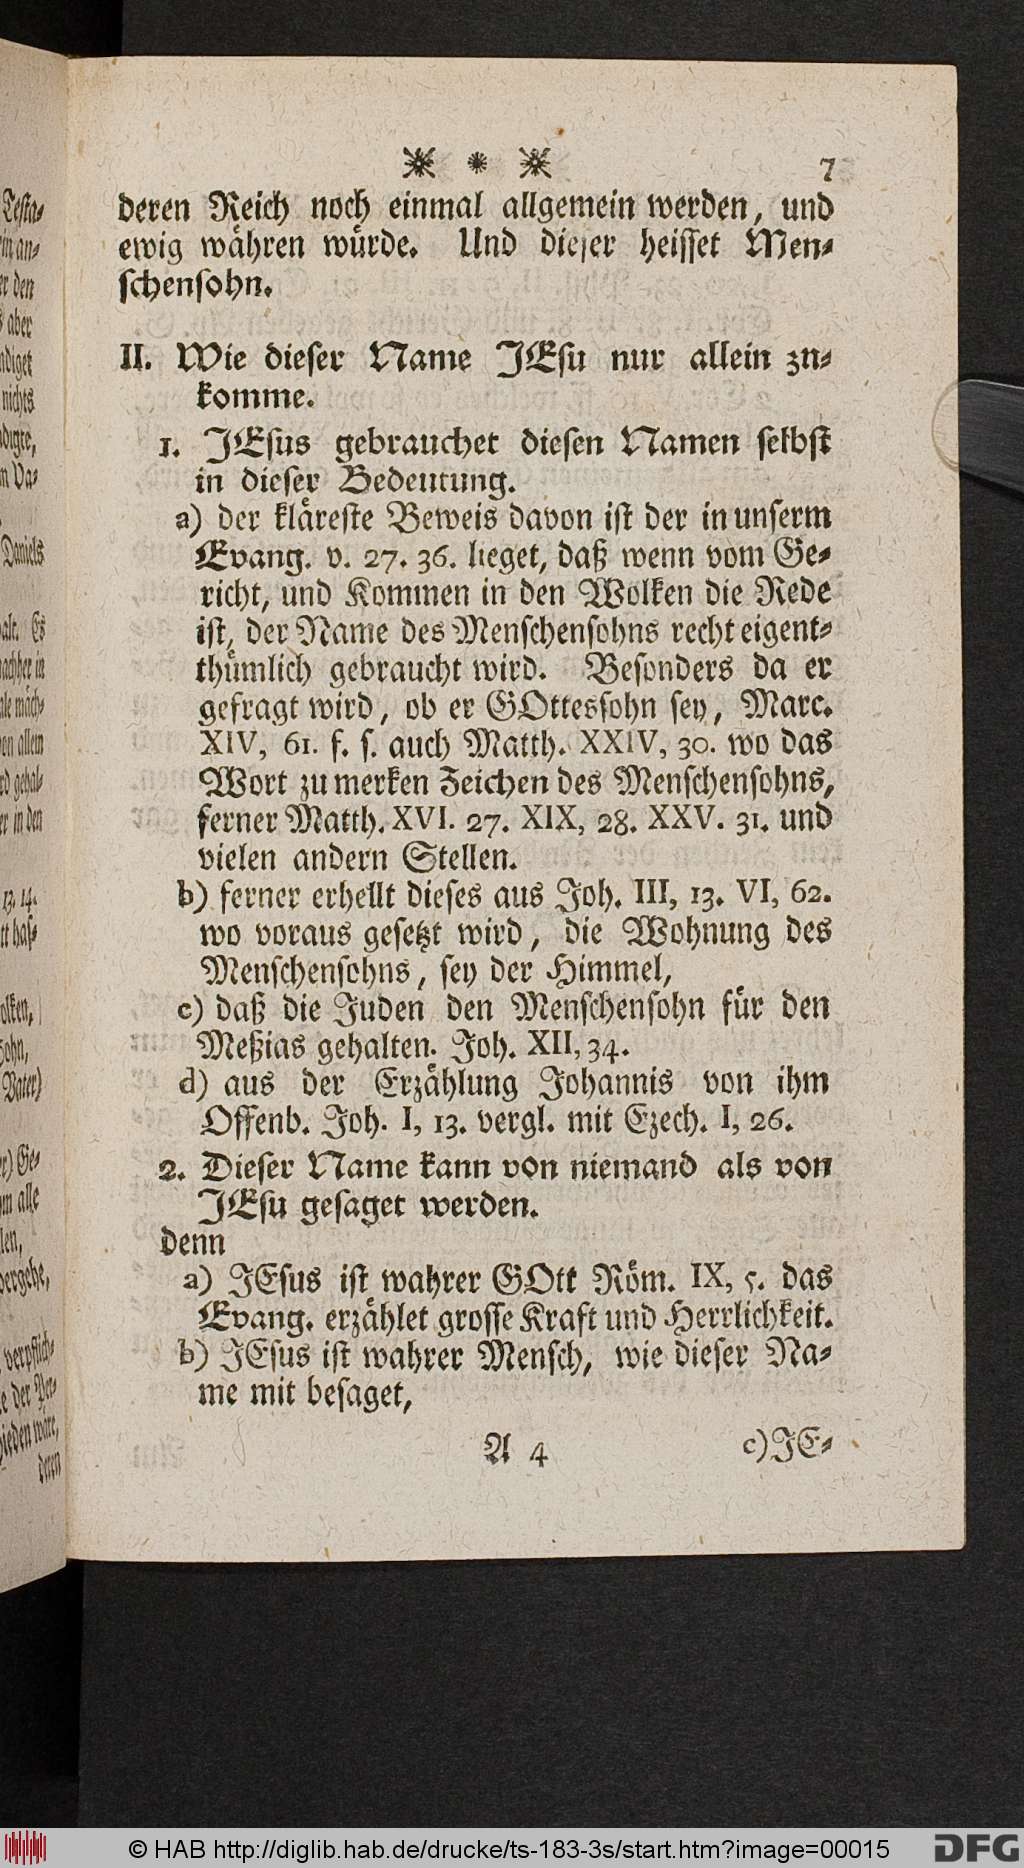 7
deren Reich noch einmal allgemein werden, und
ewig währen würde. Und dieser heisset Men-
schensohn.
II. Wie dieser Name JEsu nur allein zu-
komme.
1. JEsus gebrauchet diesen Namen selbst
in dieser Bedeutung.
a) der kläreste Beweis davon ist der in unserm
Evang. v. 27. 36. lieget, daß wenn vom Ge-
richt, und Kommen in den Wolken die Rede
ist, der Name des Menschensohns recht eigent-
thümlich gebraucht wird. Besonders da er
gefragt wird, ob er GOttessohn sey, Marc.
XIV, 61. f. s. auch Matth. XXIV, 30. wo das
Wort zu merken Zeichen des Menschensohns,
ferner Matth. XVI. 27. XIX, 28. XXV. 31. und
vielen andern Stellen.
b) ferner erhellt dieses aus Joh. III, 13. VI, 62.
wo voraus gesetzt wird, die Wohnung des
Menschensohns, sey der Himmel,
c) daß die Juden den Menschensohn für den
Meßias gehalten. Joh. XII, 34.
d) aus der Erzählung Johannis von ihm
Offenb. Joh. I, 13. vergl. mit Ezech. I, 26.
2. Dieser Name kann von niemand als von
JEsu gesaget werden.
denn
a) JEsus ist wahrer GOtt Röm. IX, 5. das
Evang. erzählet grosse Kraft und Herrlichkeit.
b) JEsus ist wahrer Mensch, wie dieser Na-
me mit besaget,
A 4 c) JE-
© HAB http://diglib.hab.de/drucke/ts-183-3s/start.htm?image=00015
DFG